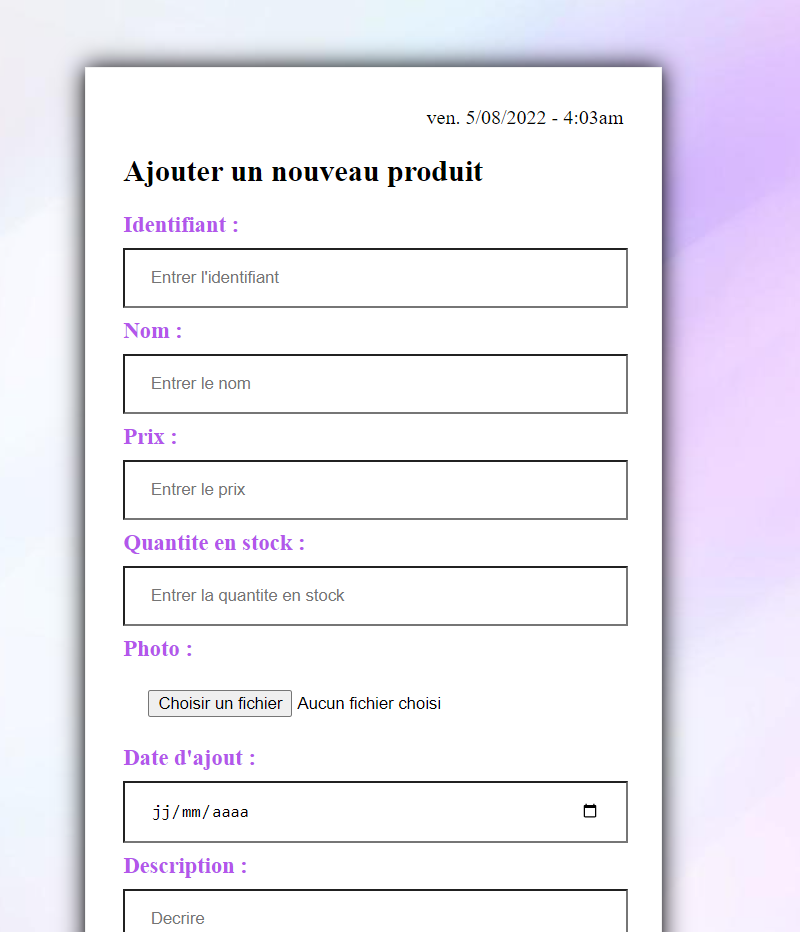 ven. 5/08/2022 - 4:03am
Ajouter un nouveau produit
Identifiant :
Entrer l'identifiant
Nom :
Entrer le nom
Prix :
Entrer le prix
Quantite en stock :
Entrer la quantite en stock
Photo :
Choisir un fichier Aucun fichier choisi
Date d'ajout :
jj/mm/aaaa
Description :
Decrire